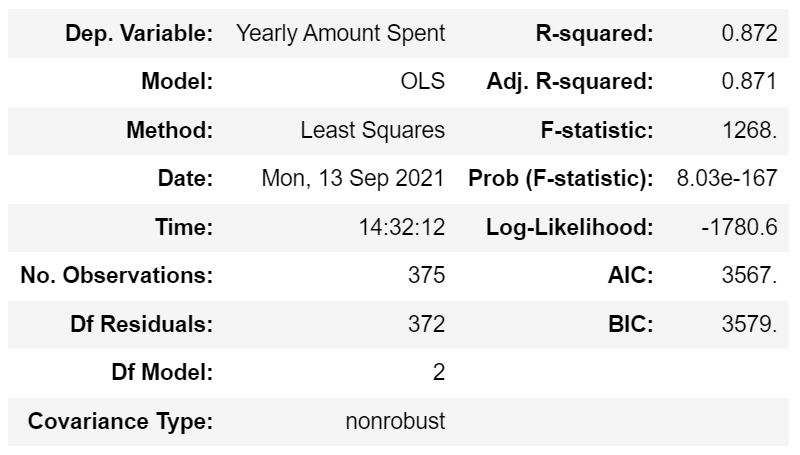 Dep. Variable: Yearly Amount Spent R-squared: 0.872
Model: OLS Adj. R-squared: 0.871
Method: Least Squares F-statistic: 1268.
Date: Mon, 13 Sep 2021 Prob (F-statistic): 8.03e-167
Time: 14:32:12 Log-Likelihood: -1780.6
No. Observations: 375 AIC: 3567.
Df Residuals: 372 BIC: 3579.
Df Model: 2
Covariance Type: nonrobust